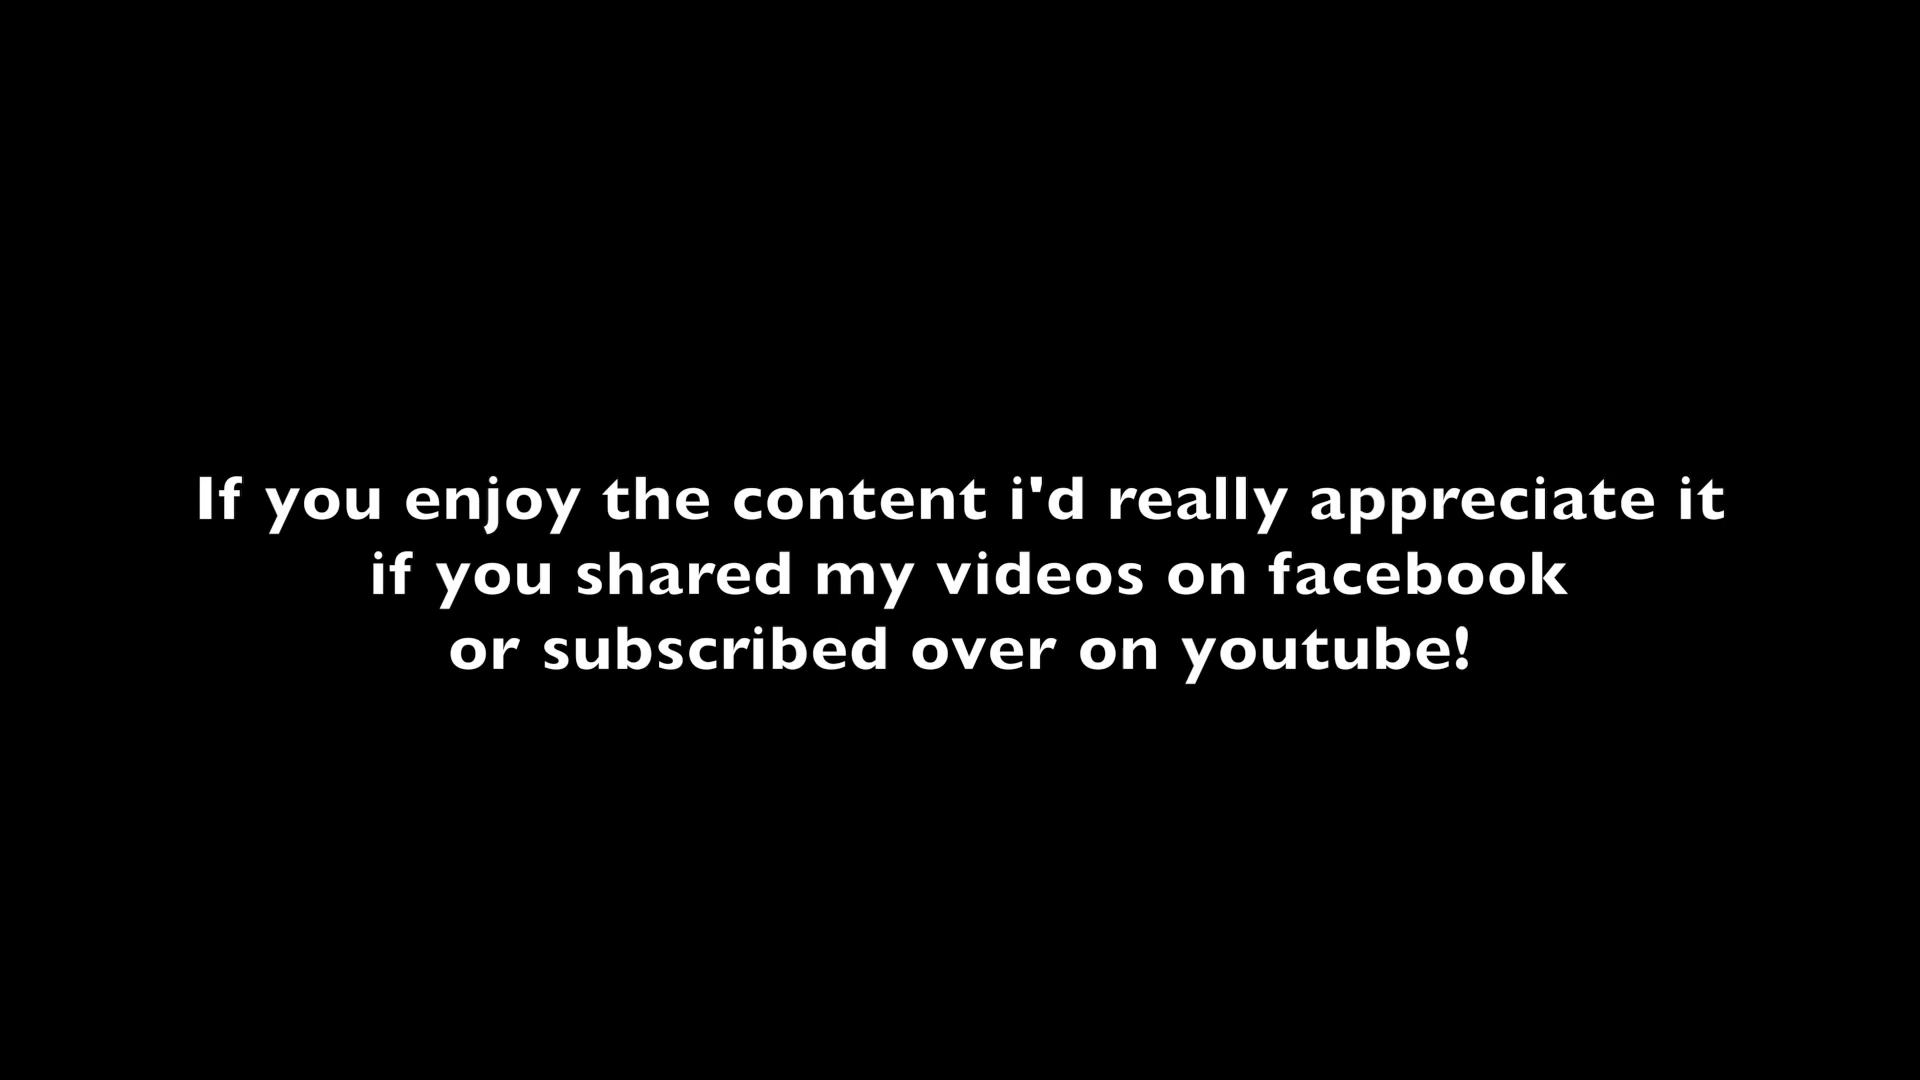 If you enjoy the content i'd really appreciate it
if you shared my videos on facebook
or subscribed over on youtube!